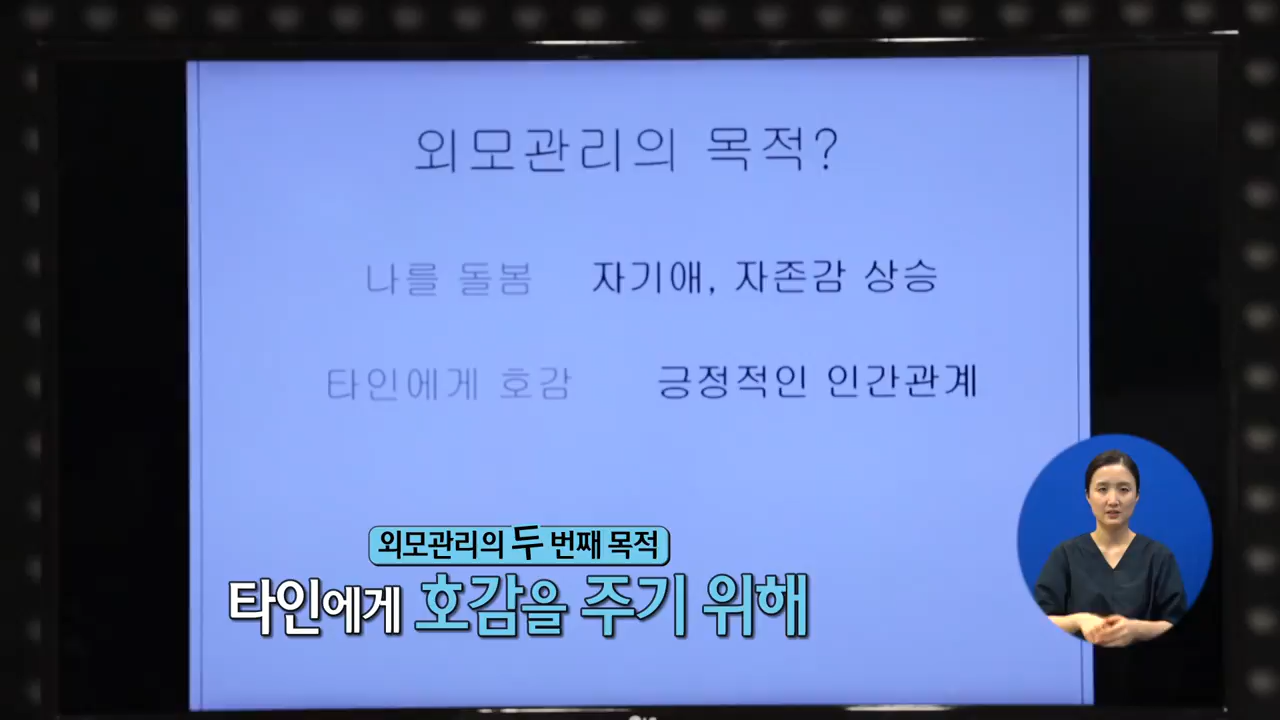 외모관리의 목적?
나를 돌봄 자기애, 자존감 상승
타인에게 호감 긍정적인 인간관계
외모관리의 두 번째 목적
타인에게 호감을 주기 위해